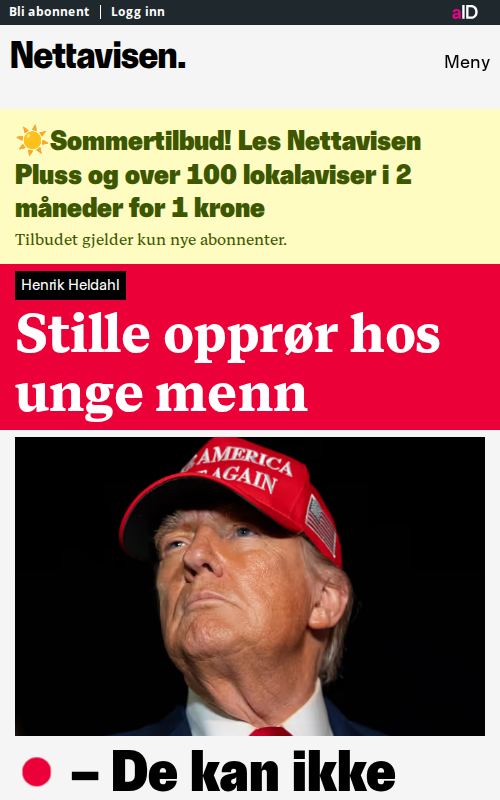 Bli abonnent | Logg inn
aID
Nettavisen.
Meny
☀️Sommertilbud! Les Nettavisen
Pluss og over 100 lokalaviser i 2
måneder for 1 krone
Tilbudet gjelder kun nye abonnenter.
Henrik Heldahl
Stille opprør hos
unge menn
AMERICA
AGAIN
– De kan ikke